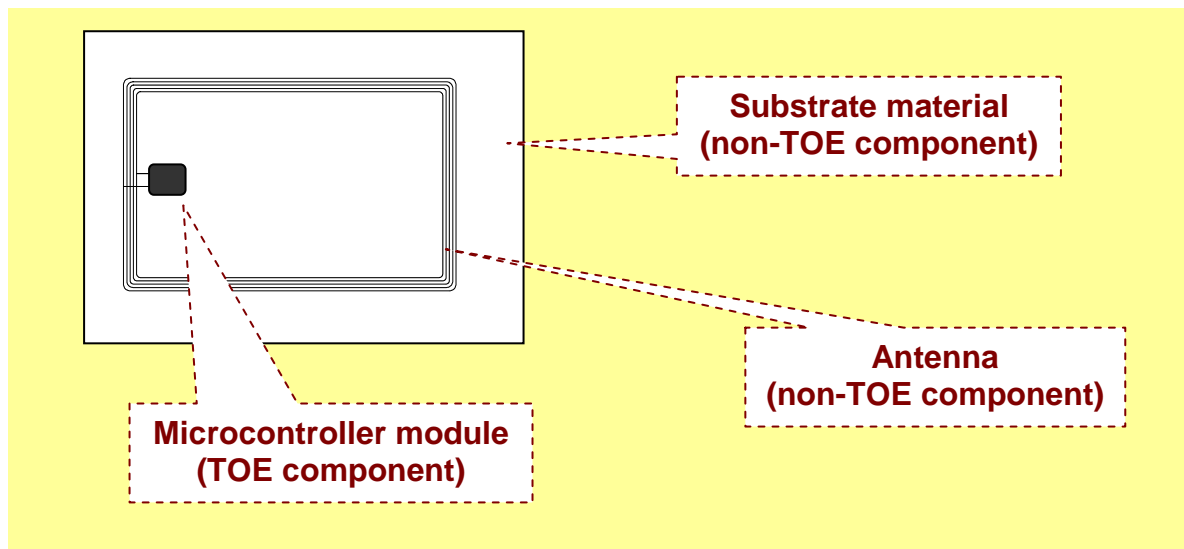 Substrate material
(non-TOE component)
Antenna
(non-TOE component)
Microcontroller module
(TOE component)